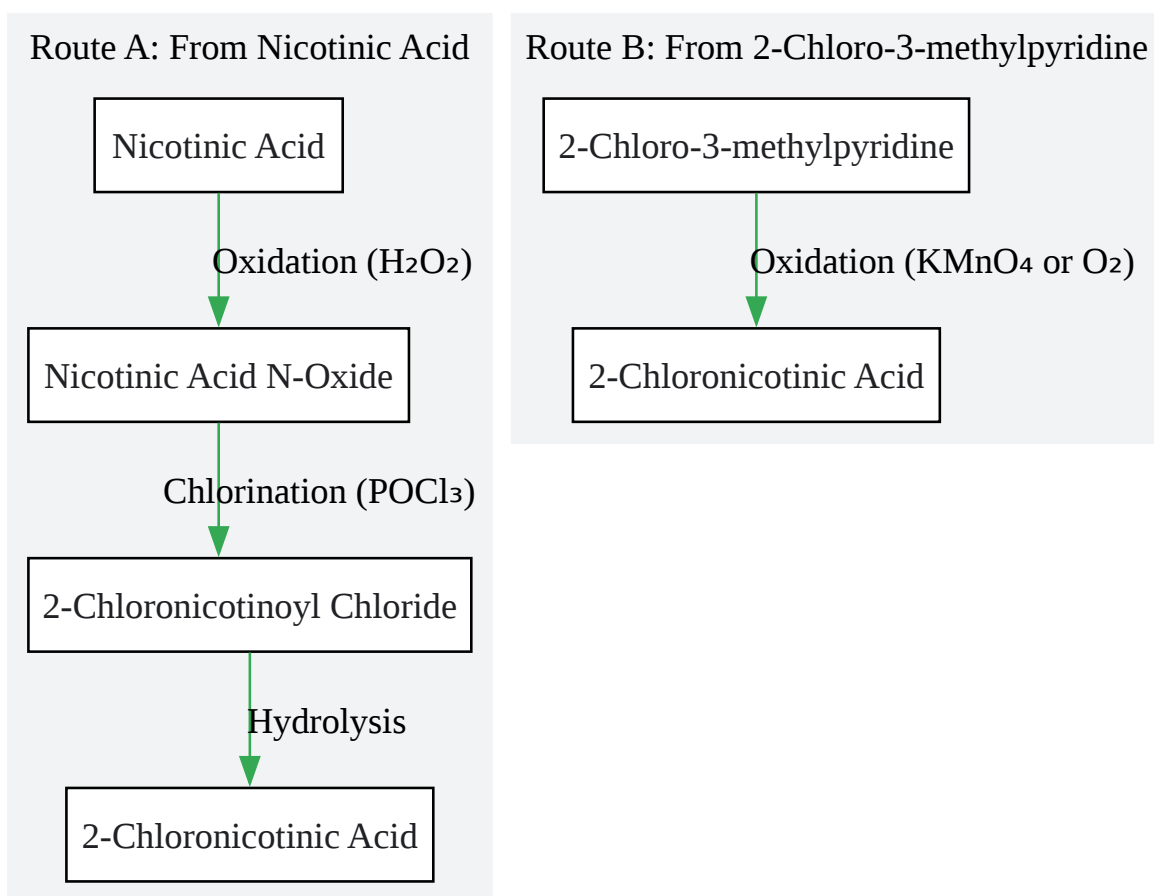 Route A: From Nicotinic Acid
Nicotinic Acid
Oxidation (H₂O₂)
Nicotinic Acid N-Oxide
Chlorination (POCl₃)
2-Chloronicotinoyl Chloride
Hydrolysis
2-Chloronicotinic Acid
Route B: From 2-Chloro-3-methylpyridine
2-Chloro-3-methylpyridine
Oxidation (KMnO₄ or O₂)
2-Chloronicotinic Acid